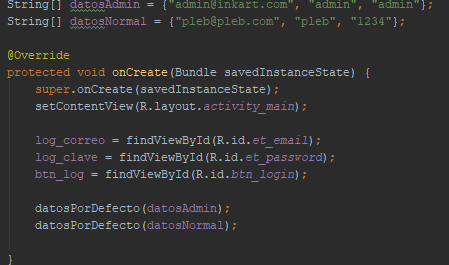 String[] datosAdmin = {"admin@inkart.com", "admin", "admin"};
String[] datosNormal = {"pleb@pleb.com", "pleb", "1234"};
@Override
protected void onCreate(Bundle savedInstanceState) {
super.onCreate(savedInstanceState);
setContentView(R.layout.activity_main);
log_correo = findViewById(R.id.et_email);
log_clave = findViewById(R.id.et_password);
btn_log = findViewById(R.id.btn_login);
datosPorDefecto(datosAdmin);
datosPorDefecto(datosNormal);
}